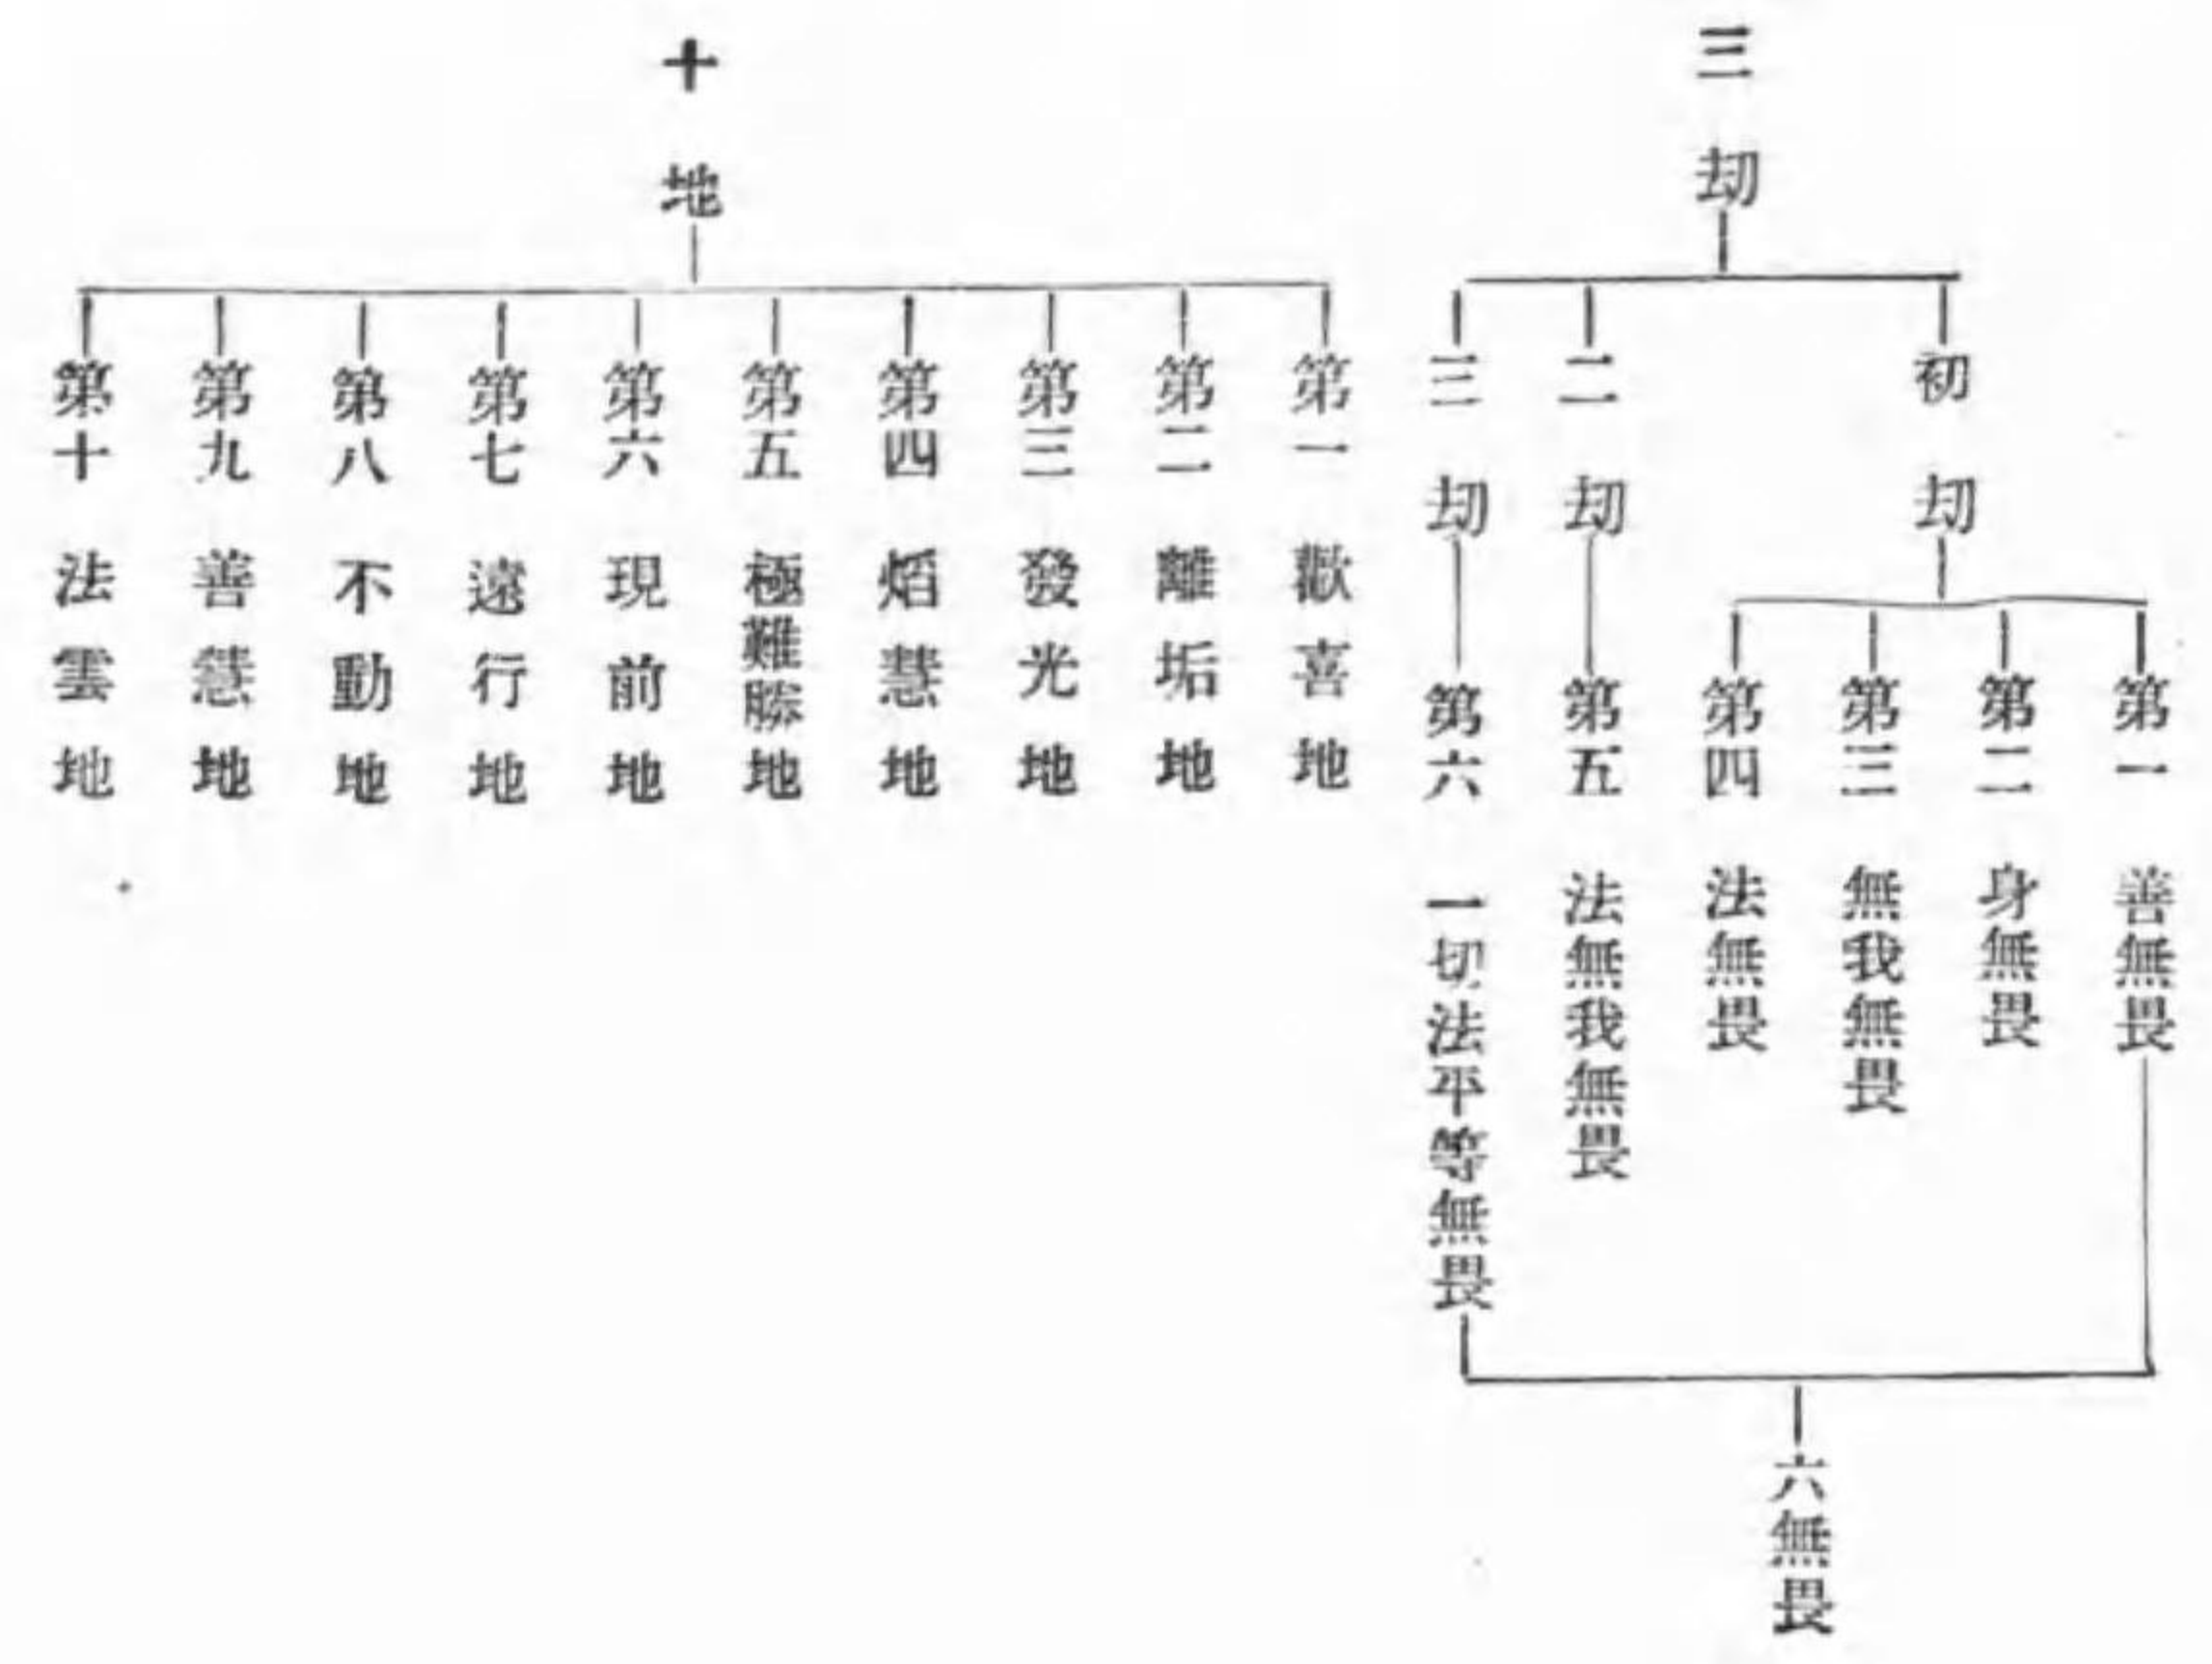 三劫
初劫
第一 善無畏
第二 身無畏
第三 無我無畏
第四 法無畏
二劫
第五 法無我無畏
三劫
第六 一切法平等無畏
六無畏
十地
第一 歡喜地
第二 離垢地
第三 發光地
第四 焰慧地
第五 極難勝地
第六 現前地
第七 遠行地
第八 不動地
第九 善慧地
第十 法雲地